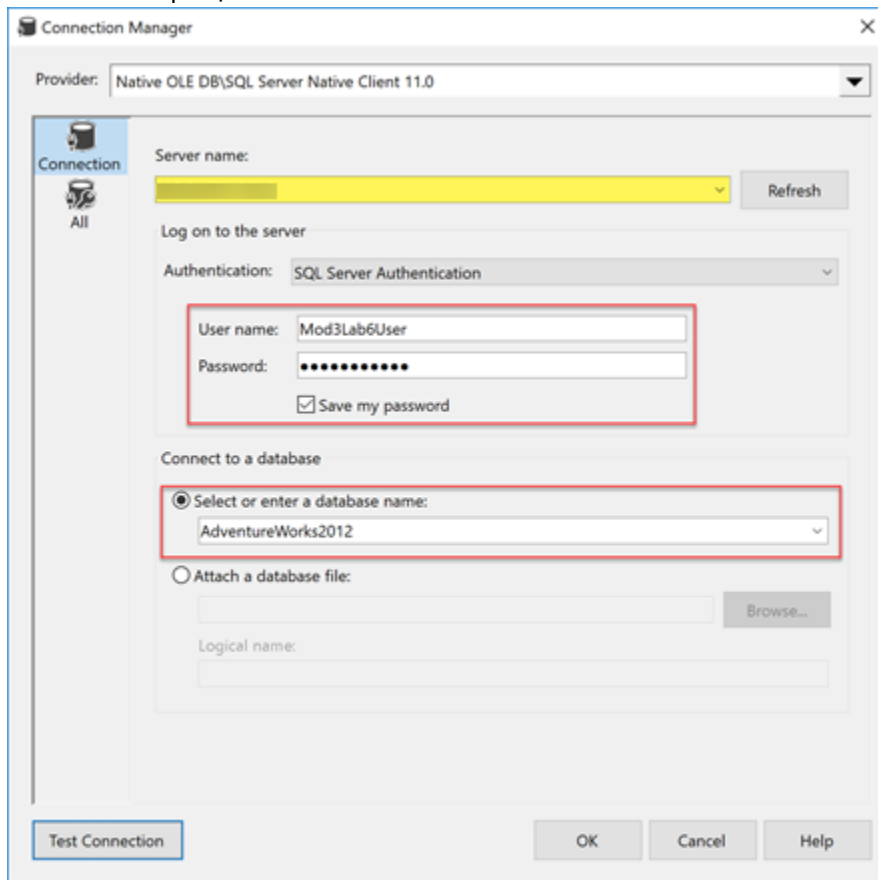 Connection Manager
Provider: Native OLE DB\SQL Server Native Client 11.0
Connection
All
Server name:
Refresh
Log on to the server
Authentication: SQL Server Authentication
User name: Mod3Lab6User
Password: •••••••••••
Save my password
Connect to a database
Select or enter a database name:
AdventureWorks2012
Attach a database file:
Browse...
Logical name:
Test Connection OK Cancel Help